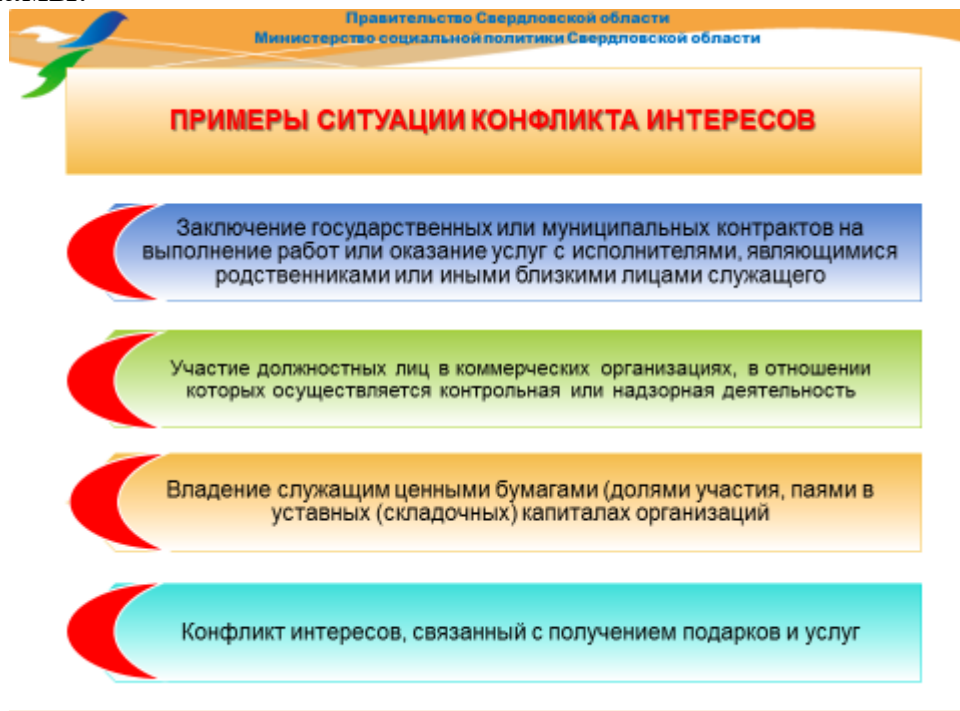 Правительство Свердловской области
Министерство социальной политики Свердловской области
ПРИМЕРЫ СИТУАЦИИ КОНФЛИКТА ИНТЕРЕСОВ
Заключение государственных или муниципальных контрактов на
выполнение работ или оказание услуг с исполнителями, являющимися
родственниками или иными близкими лицами служащего
Участие должностных лиц в коммерческих организациях, в отношении
которых осуществляется контрольная или надзорная деятельность
Владение служащим ценными бумагами (долями участия, паями в
уставных (складочных) капиталах организаций
Конфликт интересов, связанный с получением подарков и услуг